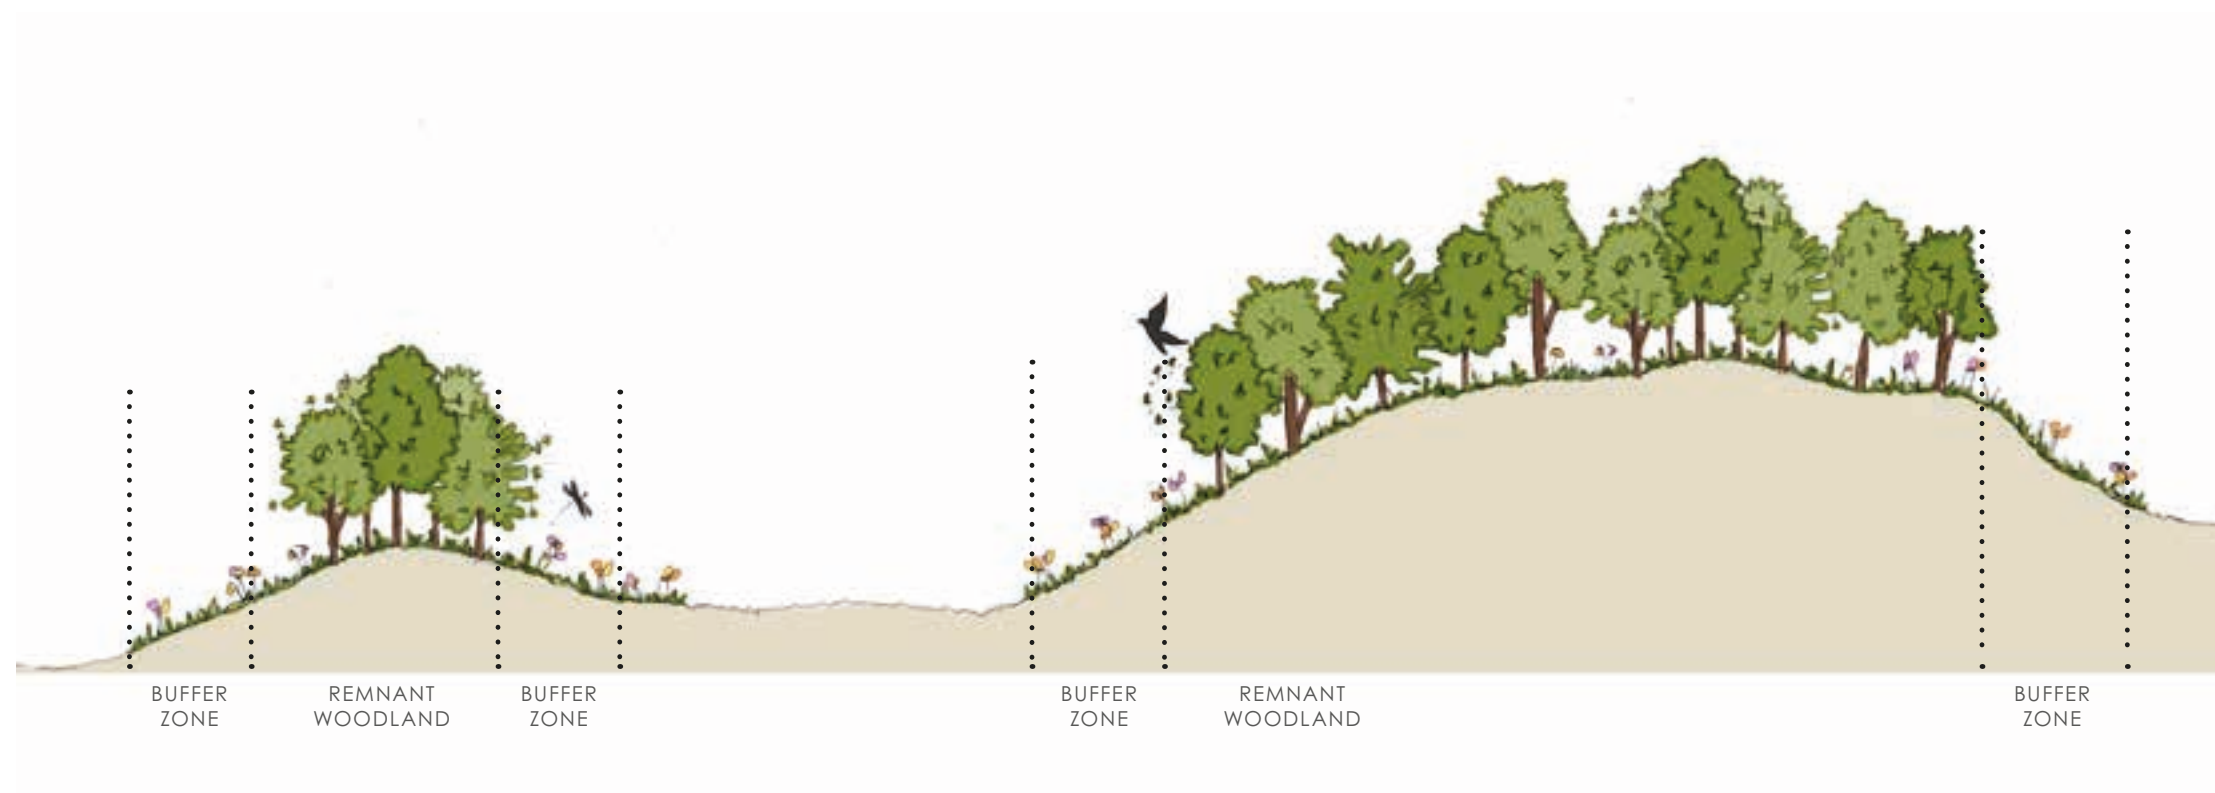 BUFFER
ZONE
REMNANT
WOODLAND
BUFFER
ZONE
BUFFER
ZONE
REMNANT
WOODLAND
BUFFER
ZONE